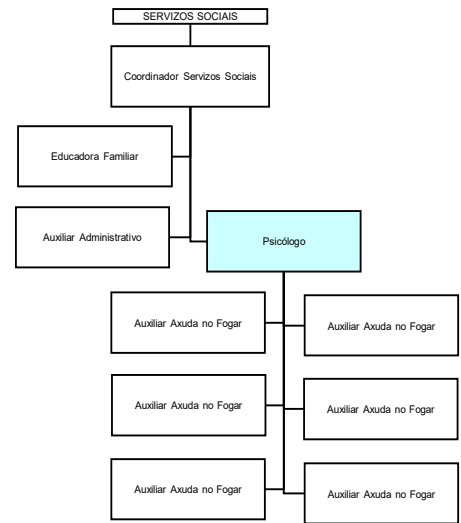 SERVIZOS SOCIAIS
Coordinador Servizos Sociais
Educadora Familiar
Auxiliar Administrativo
Psicólogo
Auxiliar Axuda no Fogar
Auxiliar Axuda no Fogar
Auxiliar Axuda no Fogar
Auxiliar Axuda no Fogar
Auxiliar Axuda no Fogar
Auxiliar Axuda no Fogar